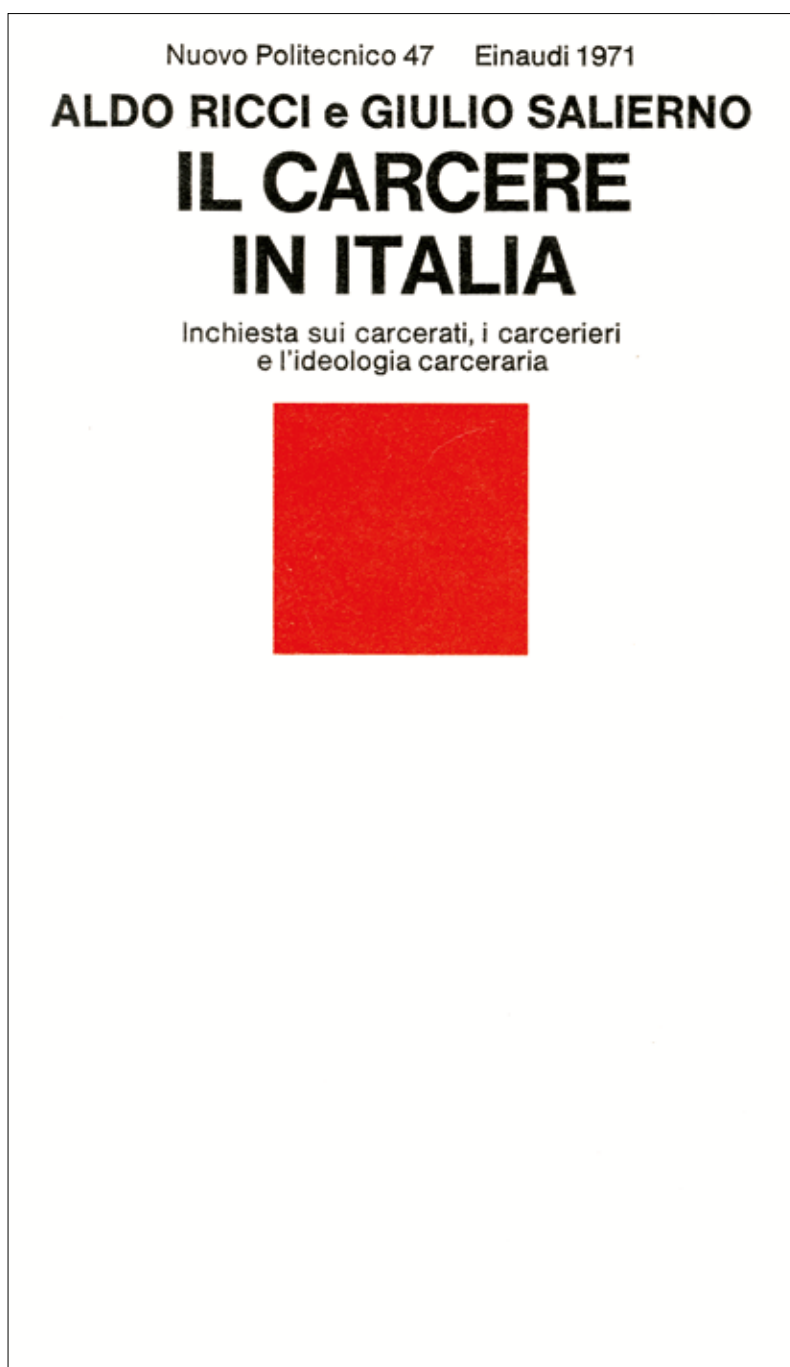 Nuovo Politecnico 47 Einaudi 1971
ALDO RICCI e GIULIO SALIERNO
IL CARCERE
IN ITALIA
Inchiesta sui carcerati, i carcerieri
e l'ideologia carceraria